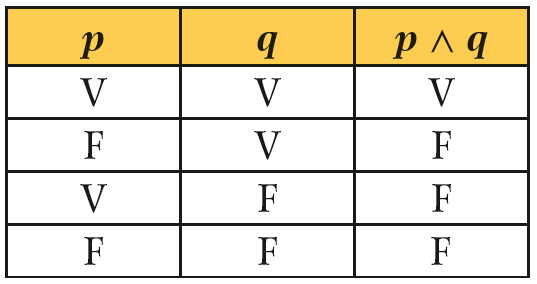 p q p ∧ q
V V V
F V F
V F F
F F F